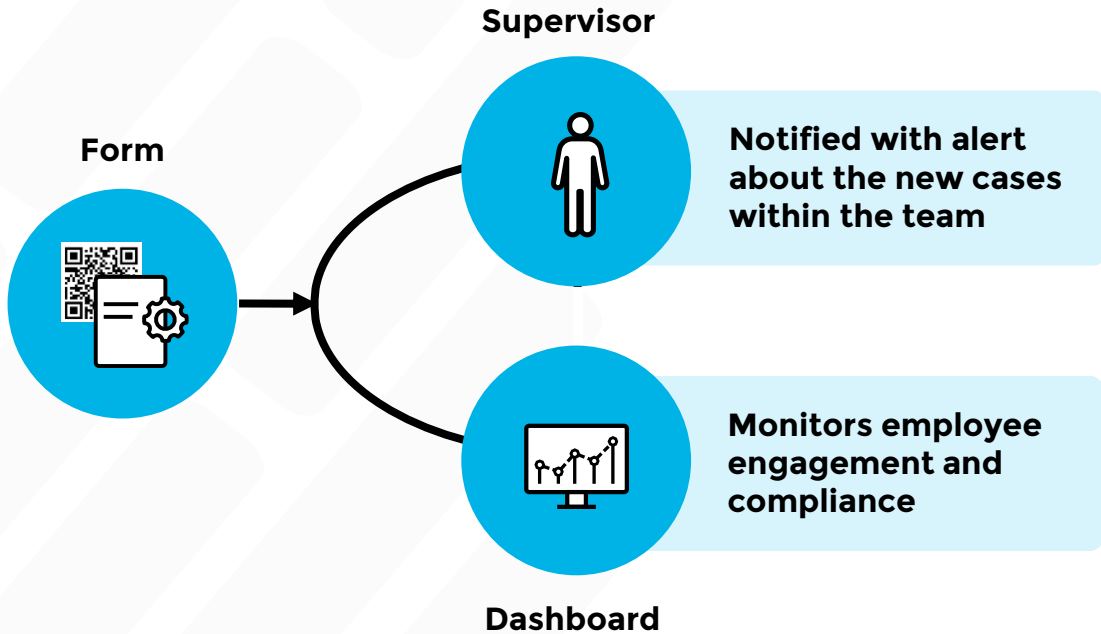 Supervisor
Form
Notified with alert
about the new cases
within the team
Monitors employee
engagement and
compliance
Dashboard